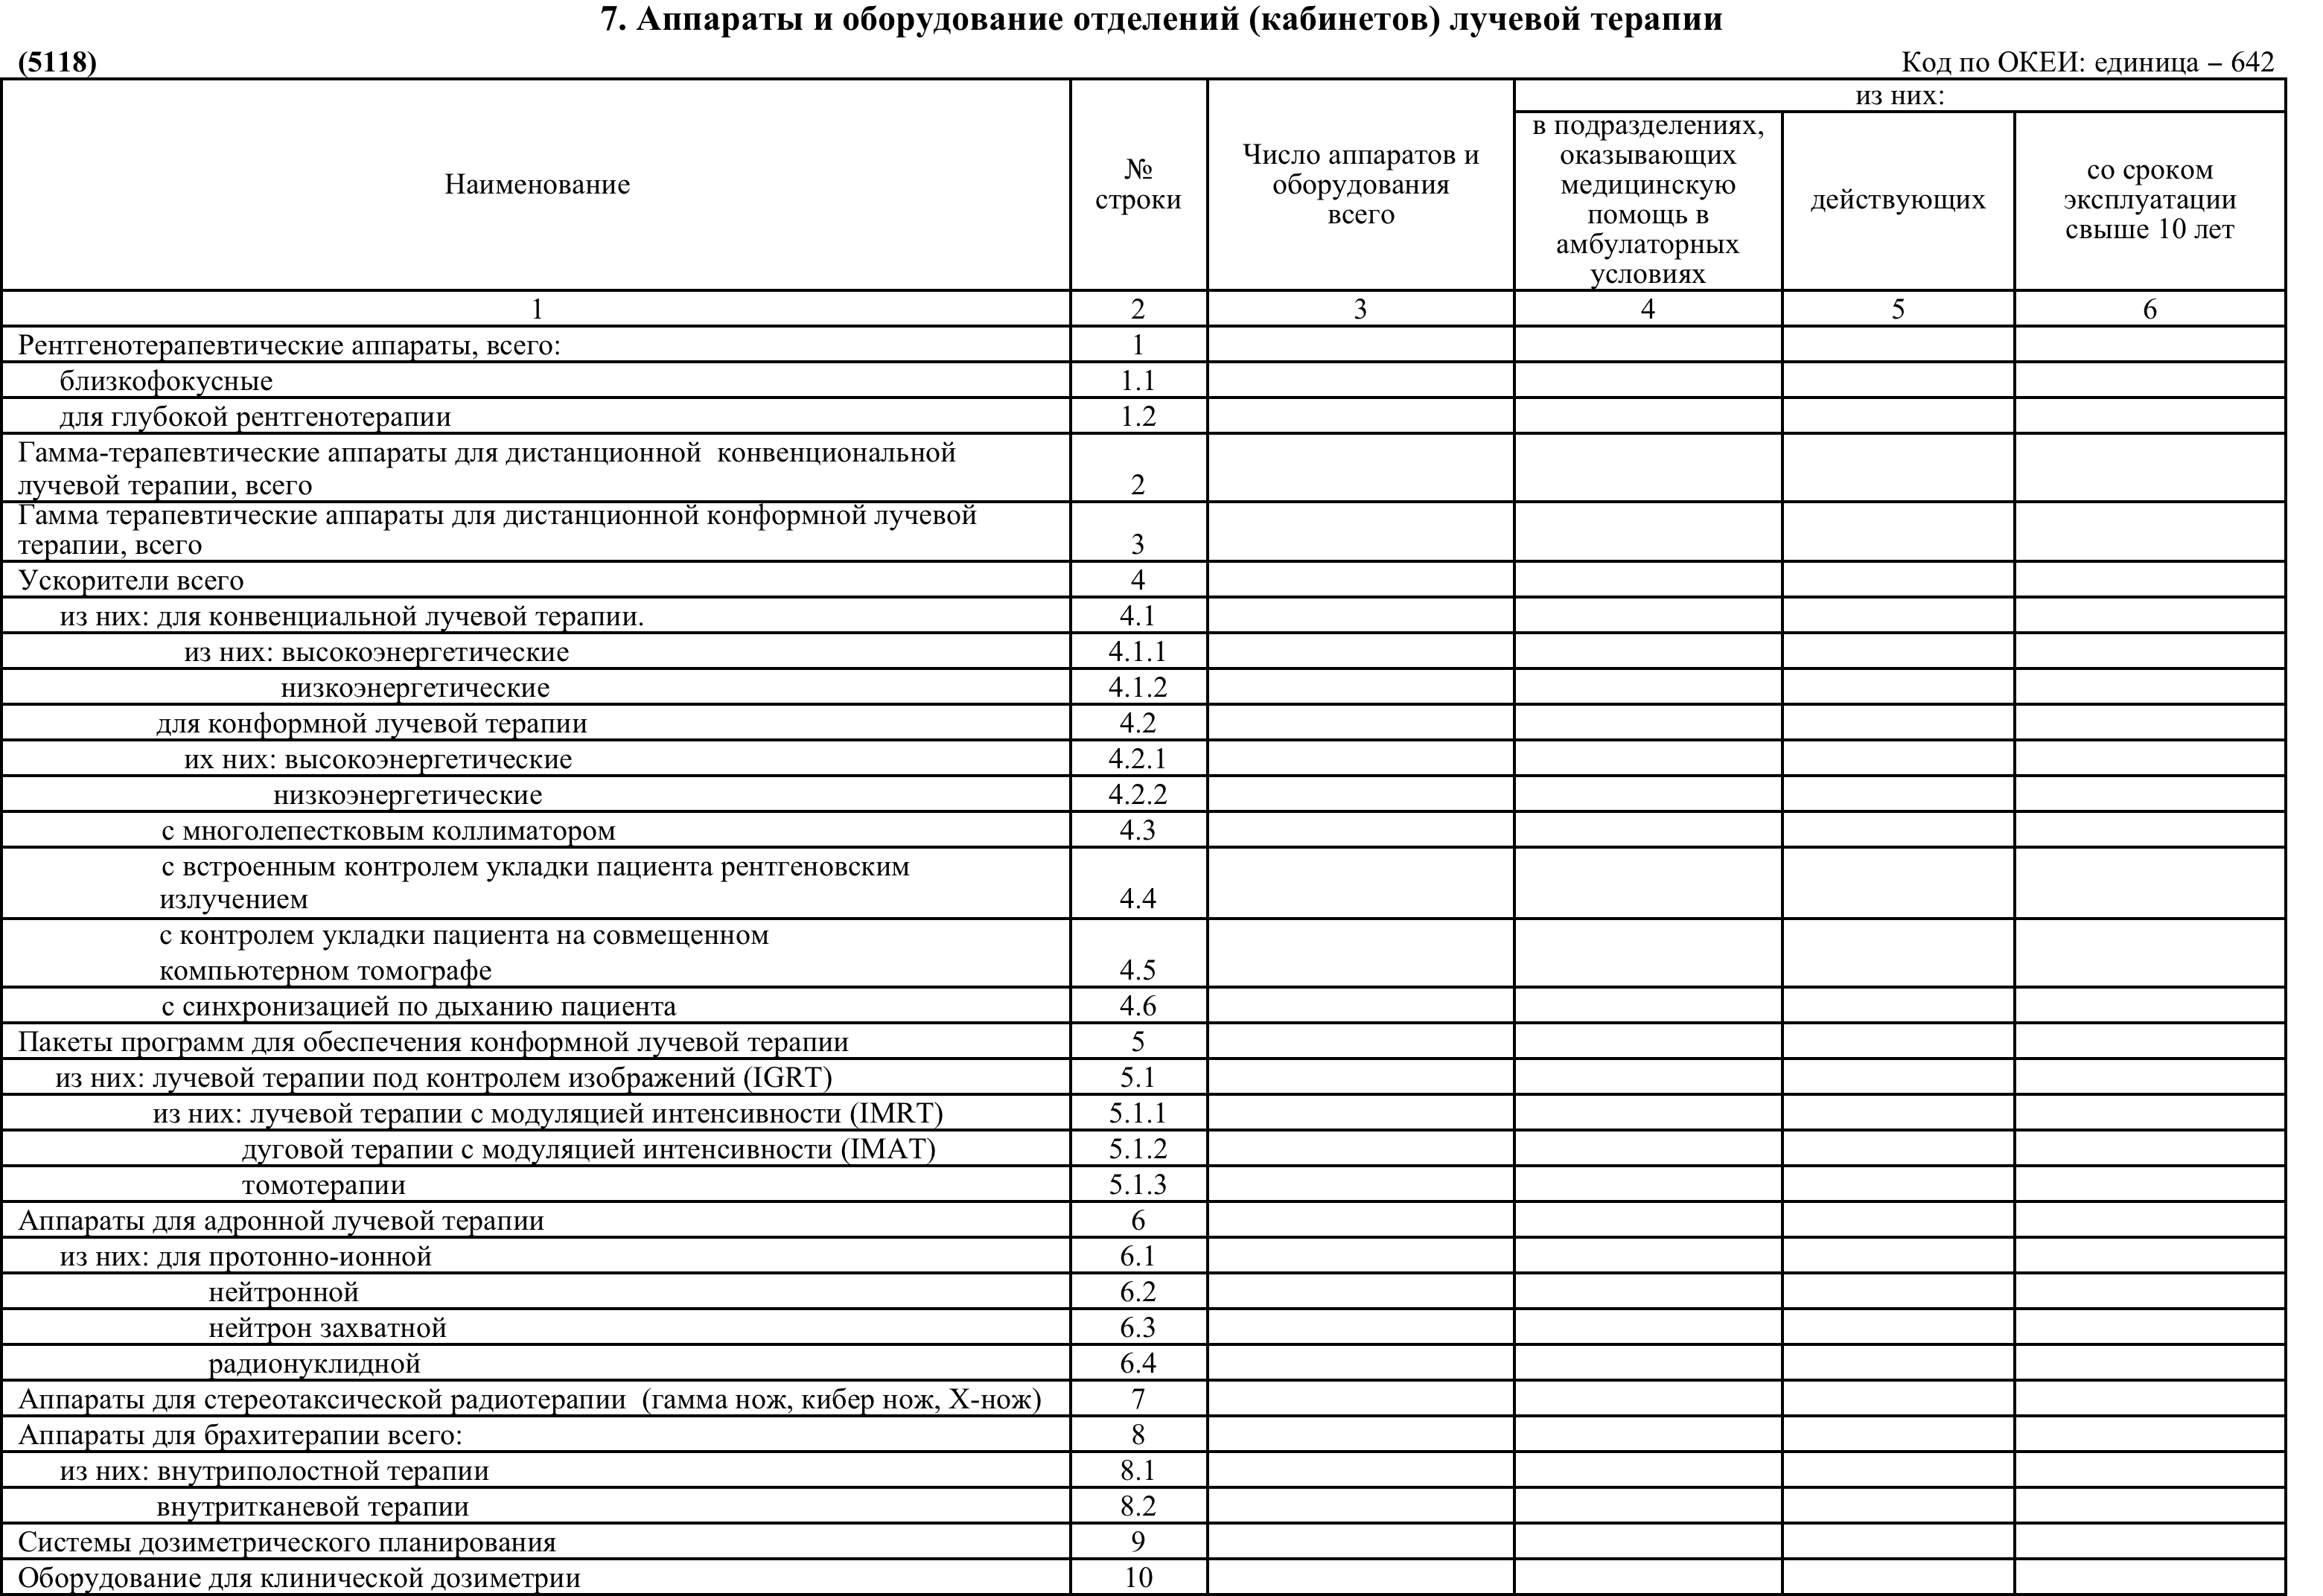 7. Аппараты и оборудование отделений (кабинетов) лучевой терапии
(5118)
Код по ОКЕИ: единица – 642
Наименование
№
строки
Число аппаратов и
оборудования
всего
из них:
в подразделениях,
оказывающих
медицинскую
помощь в
амбулаторных
условиях
действующих
со сроком
эксплуатации
свыше 10 лет
1 2 3 4 5 6
Рентгенотерапевтические аппараты, всего: 1
близкофокусные 1.1
для глубокой рентгенотерапии 1.2
Гамма-терапевтические аппараты для дистанционной конвенциональной
лучевой терапии, всего 2
Гамма терапевтические аппараты для дистанционной конформной лучевой
терапии, всего 3
Ускорители всего 4
из них: для конвенциальной лучевой терапии. 4.1
из них: высокоэнергетические 4.1.1
низкоэнергетические 4.1.2
для конформной лучевой терапии 4.2
их них: высокоэнергетические 4.2.1
низкоэнергетические 4.2.2
с многолепестковым коллиматором 4.3
с встроенным контролем укладки пациента рентгеновским
излучением 4.4
с контролем укладки пациента на совмещенном
компьютерном томографе 4.5
с синхронизацией по дыханию пациента 4.6
Пакеты программ для обеспечения конформной лучевой терапии 5
из них: лучевой терапии под контролем изображений (IGRT) 5.1
из них: лучевой терапии с модуляцией интенсивности (IMRT) 5.1.1
дуговой терапии с модуляцией интенсивности (IMAT) 5.1.2
томотерапии 5.1.3
Аппараты для адронной лучевой терапии 6
из них: для протонно-ионной 6.1
нейтронной 6.2
нейтрон захватной 6.3
радионуклидной 6.4
Аппараты для стереотаксической радиотерапии (гамма нож, кибер нож, Х-нож) 7
Аппараты для брахитерапии всего: 8
из них: внутриполостной терапии 8.1
внутритканевой терапии 8.2
Системы дозиметрического планирования 9
Оборудование для клинической дозиметрии 10